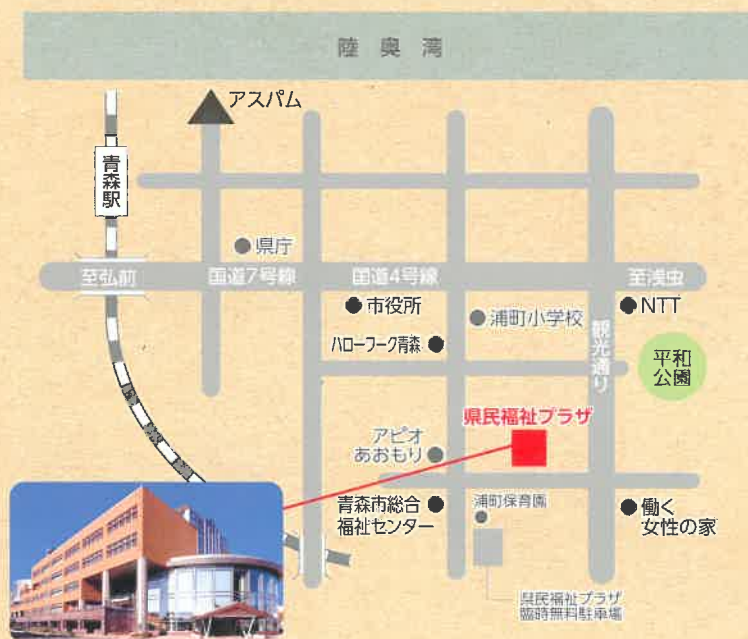 陸奥湾
アスパム
青森駅
県庁
至弘前
国道7号線
国道4号線
至浅虫
市役所
浦町小学校
NTT
ハローワーク青森
観光通り
平和
公園
県民福祉プラザ
アピオ
あおもり
青森市総合
福祉センター
浦町保育園
働く
女性の家
県民福祉プラザ
臨時無料駐車場